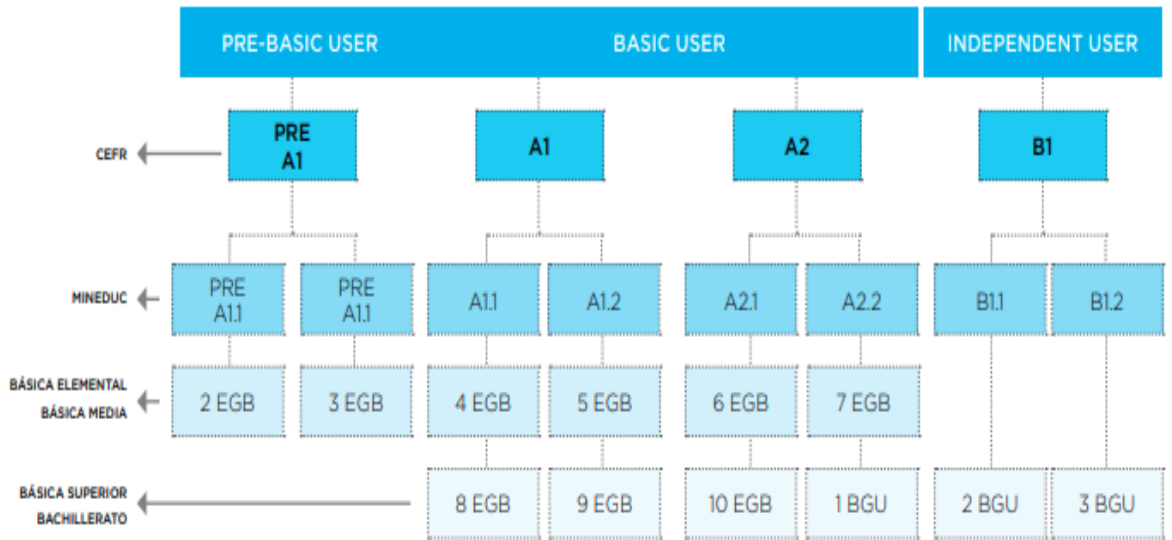 PRE-BASIC USER BASIC USER INDEPENDENT USER
PRE
A1
CEFR
A1 A2 B1
PRE
A1.1
PRE
A1.1
MINEDUC
A1.1 A1.2 A2.1 A2.2 B1.1 B1.2
BÁSICA ELEMENTAL
BÁSICA MEDIA
2 EGB 3 EGB 4 EGB 5 EGB 6 EGB 7 EGB
BÁSICA SUPERIOR
BACHILLERATO
8 EGB 9 EGB 10 EGB 1 BGU 2 BGU 3 BGU